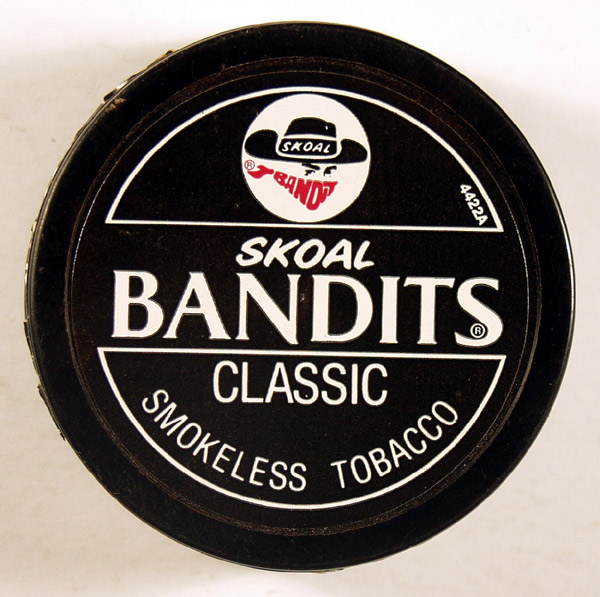 SKOAL
® BANDIT
4422A
SKOAL
BANDITS®
CLASSIC
SMOKELESS TOBACCO